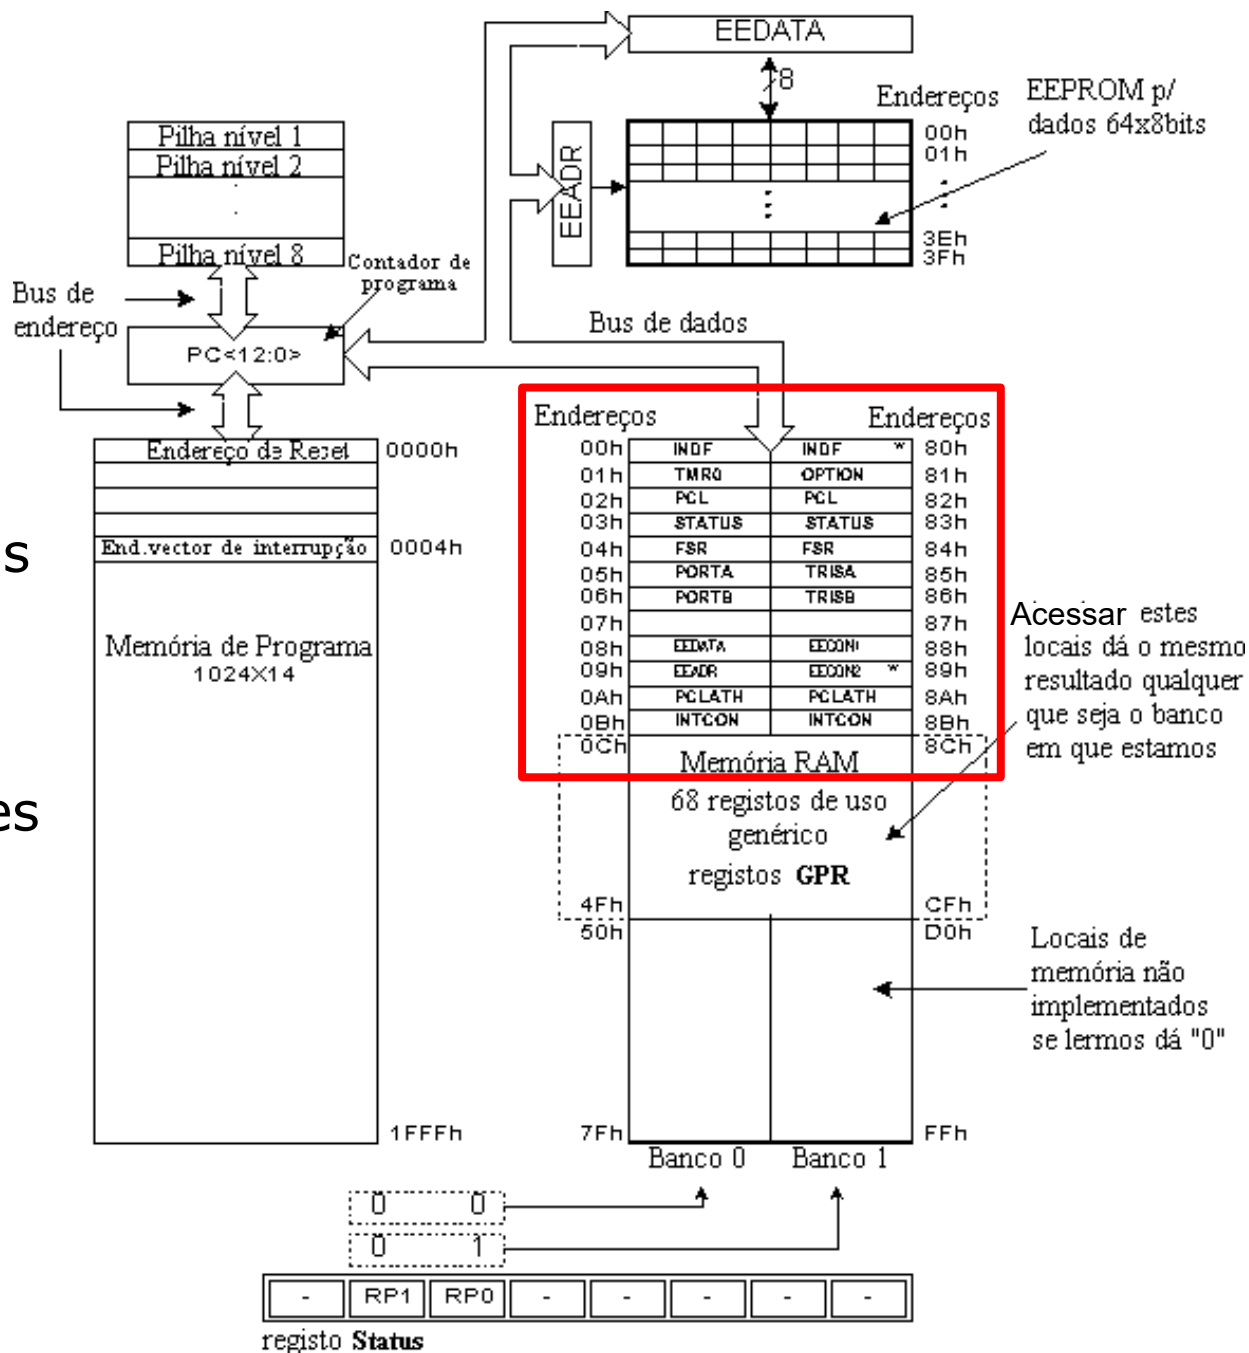 EEDATA
8
Endereços
EEPROM p/
dados 64x8bits
00h
01h
EEADR
3Eh
3Fh
Pilha nível 1
Pilha nível 2
Pilha nível 8
Contador de
programa
Bus de
endereço
PC<12:0>
Bus de dados
Endereço de Reset 0000h
End.vector de interrupção 0004h
s
Memória de Programa
1024X14
es
1FFFh
Endereços Endereços
00h INDF INDF * 80h
01h TMR0 OPTION 81h
02h PCL PCL 82h
03h STATUS STATUS 83h
04h FSR FSR 84h
05h PORTA TRISA 85h
06h PORTB TRISB 86h
07h 87h
08h EEDATA EECON1 88h
09h EEADR EECON2 * 89h
0Ah PCLATH PCLATH 8Ah
0Bh INTCON INTCON 8Bh
0Ch 8Ch
Memória RAM
68 registos de uso
genérico
registos GPR
4Fh CFh
50h D0h
7Fh FFh
Banco 0 Banco 1
Acessar estes
locais dá o mesmo
resultado qualquer
que seja o banco
em que estamos
Locais de
memória não
implementados
se lermos dá "0"
0 0
0 1
- RP1 RP0 - - - - -
registo Status